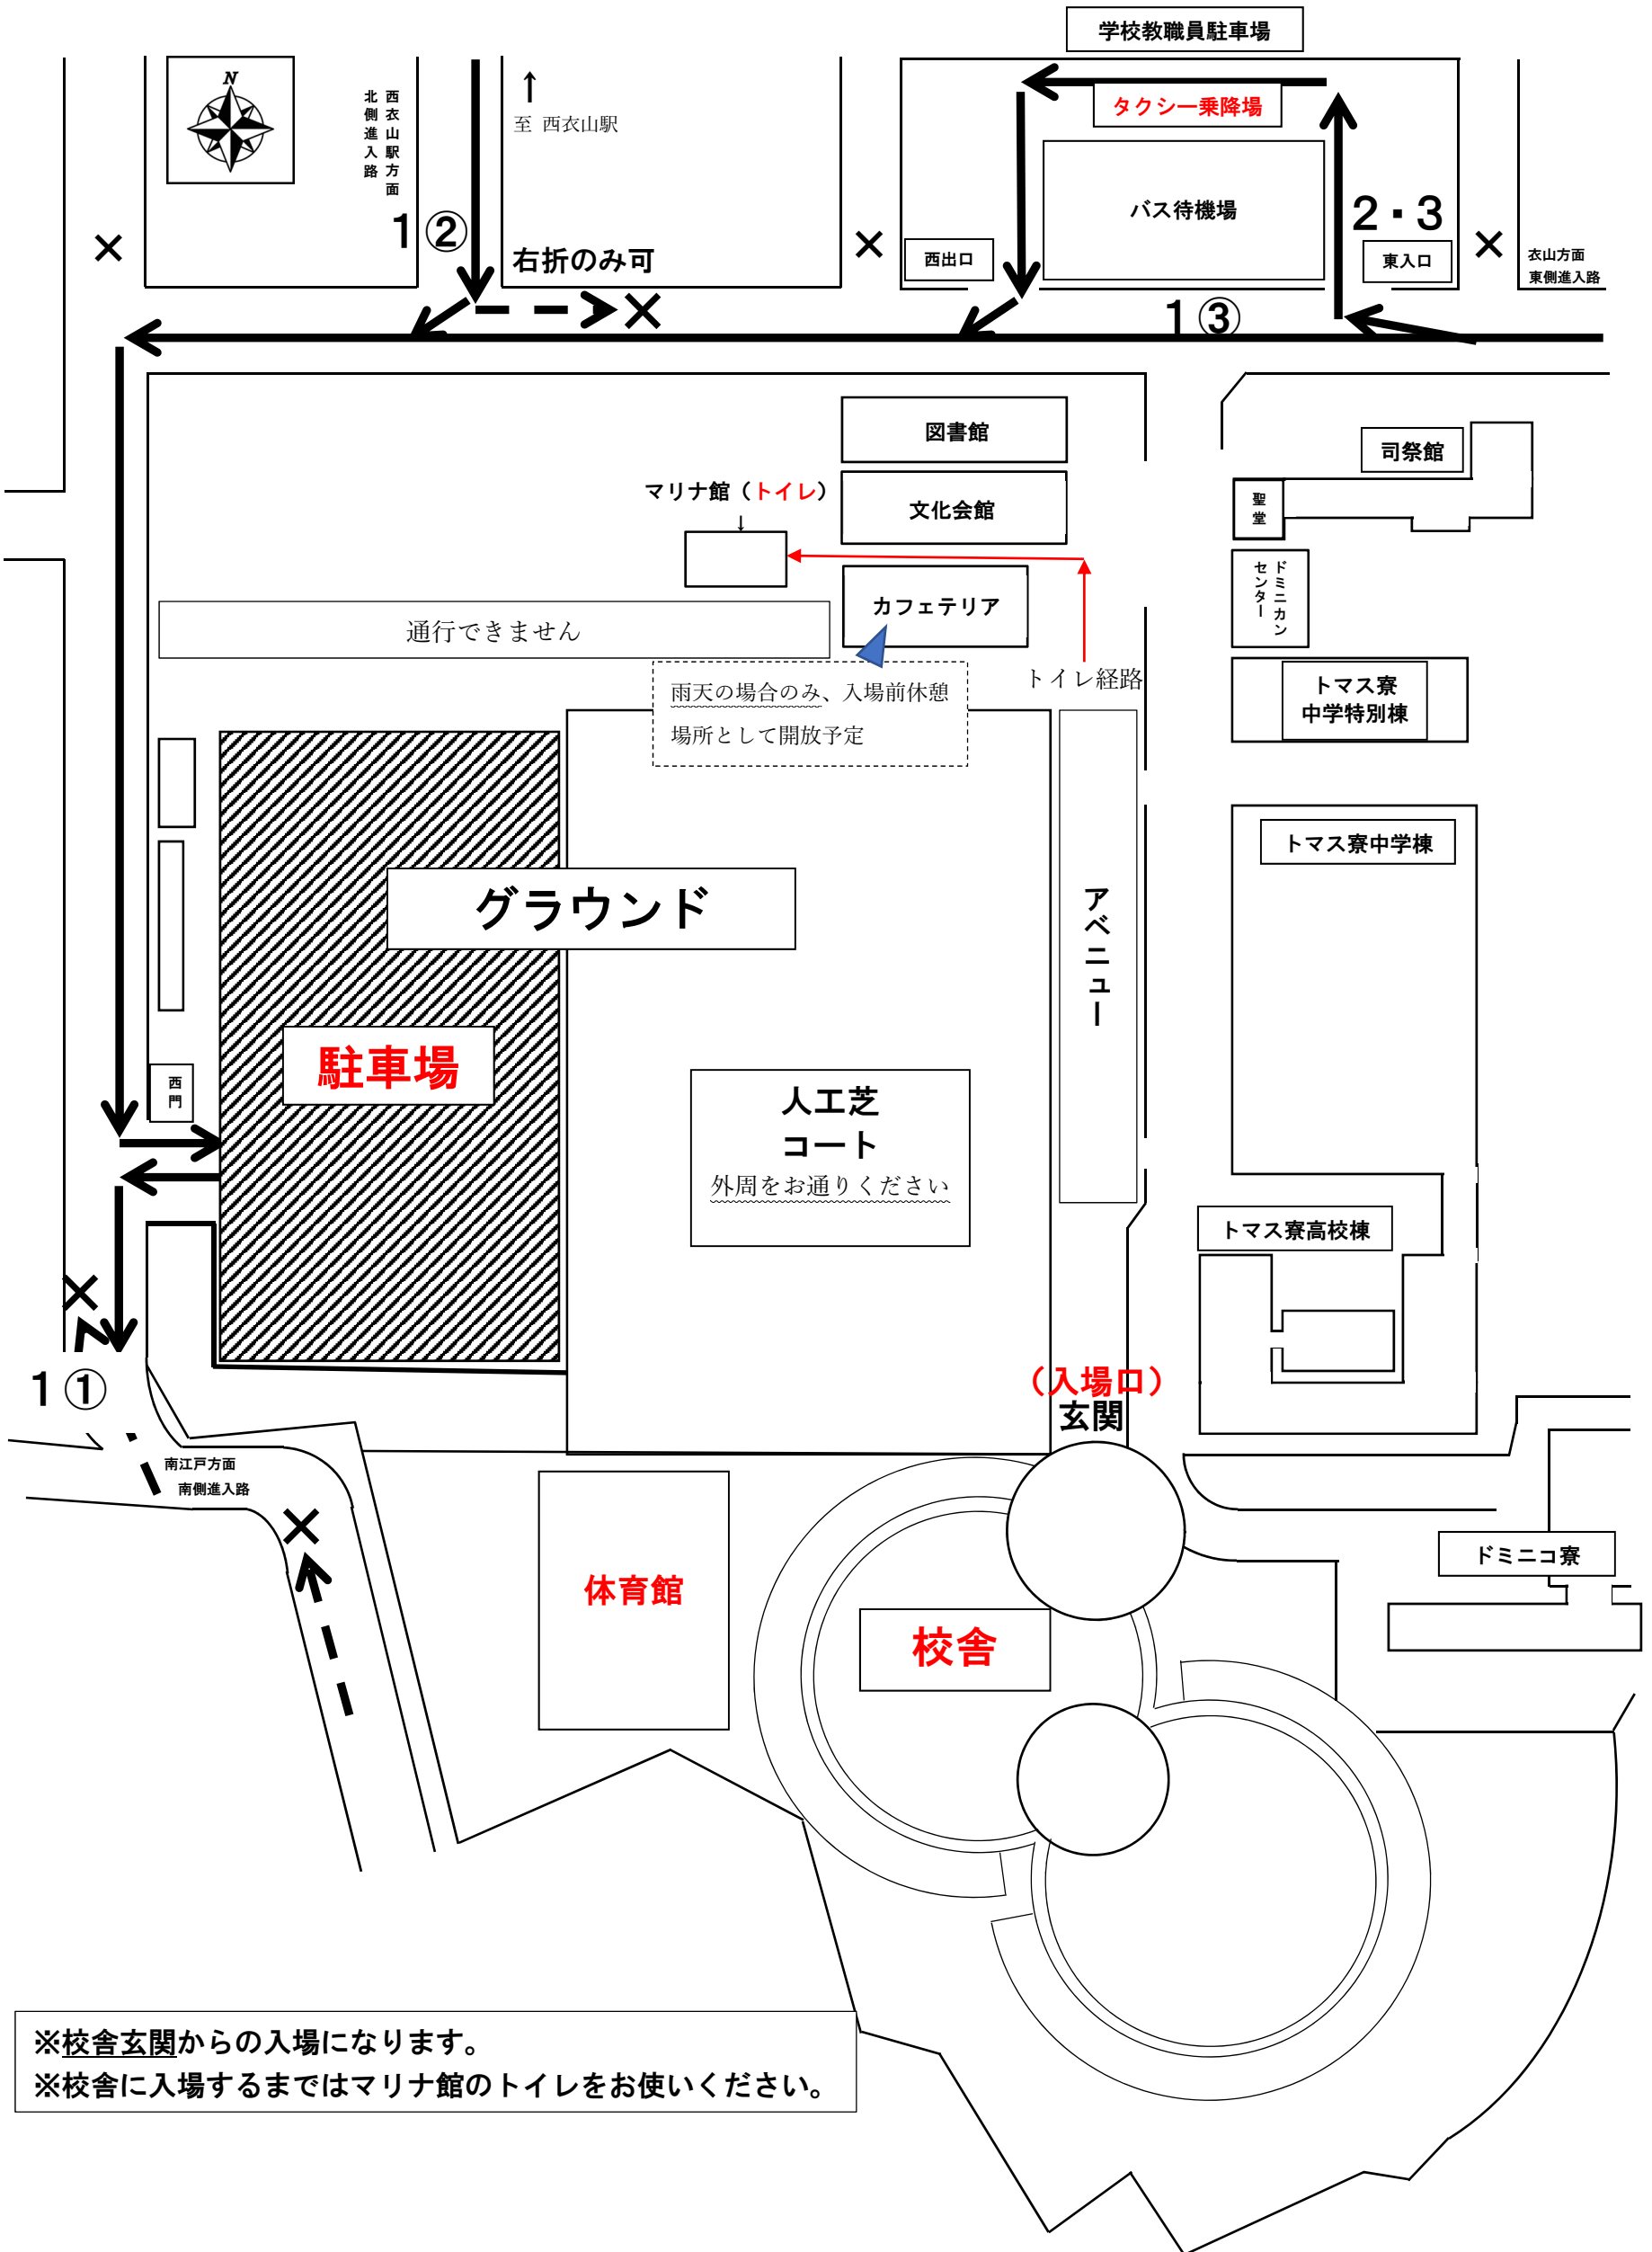 学校教職員駐車場
N
西衣山駅方面
北側進入路
↑
至 西衣山駅
タクシー乗降場
バス待機場
1②
2・3
右折のみ可
西出口
東入口
衣山方面
東側進入路
×
×
×
×
1③
図書館
司祭館
マリナ館（トイレ）
↓
文化会館
聖堂
ドミニカン
センター
カフェテリア
通行できません
トイレ経路
雨天の場合のみ、入場前休憩
場所として開放予定
トマス寮
中学特別棟
トマス寮中学棟
グラウンド
アベニュー
駐車場
西門
人工芝
コート
外周をお通りください
トマス寮高校棟
×
1①
（入場口）
玄関
南江戸方面
南側進入路
×
ドミニコ寮
体育館
校舎
※校舎玄関からの入場になります。
※校舎に入場するまではマリナ館のトイレをお使いください。